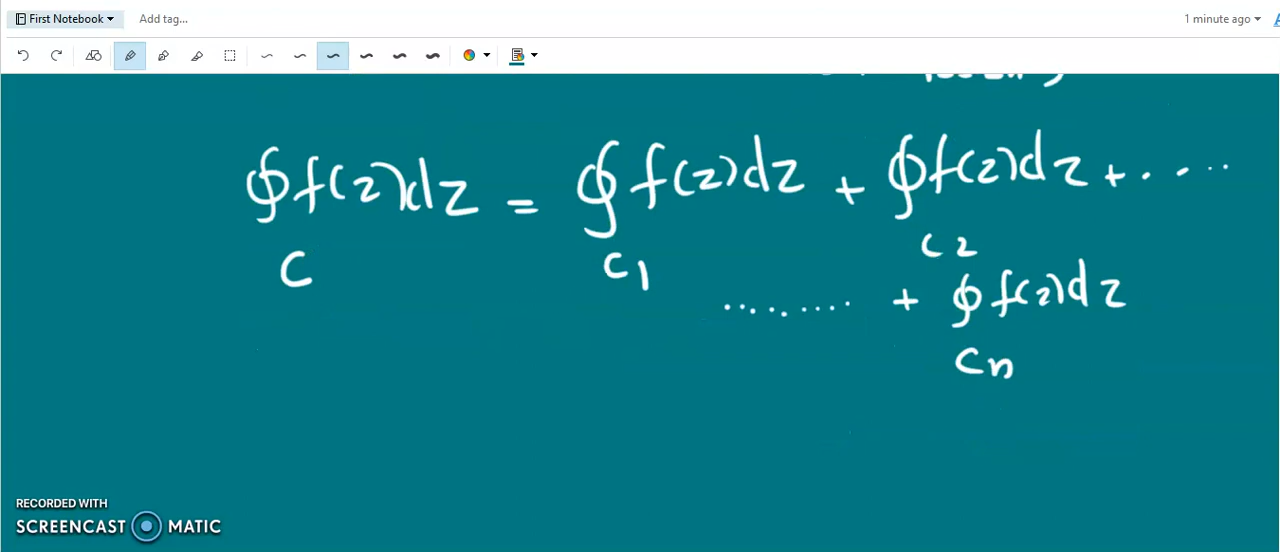 First Notebook
Add tag...
1 minute ago
∮f(z)dz = ∮f(z)dz + ∮f(z)dz + .....
C C1 C2
......... + ∮f(z)dz
Cn
RECORDED WITH
SCREENCAST MATIC